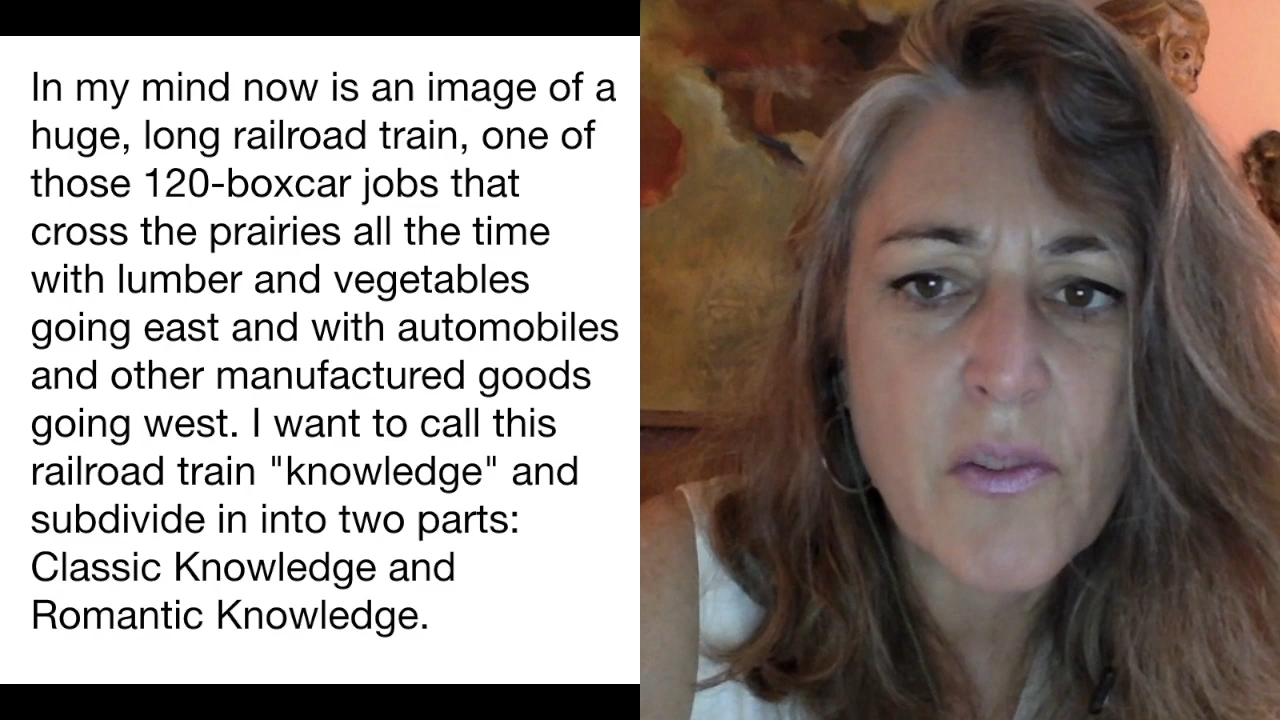 In my mind now is an image of a
huge, long railroad train, one of
those 120-boxcar jobs that
cross the prairies all the time
with lumber and vegetables
going east and with automobiles
and other manufactured goods
going west. I want to call this
railroad train "knowledge" and
subdivide in into two parts:
Classic Knowledge and
Romantic Knowledge.